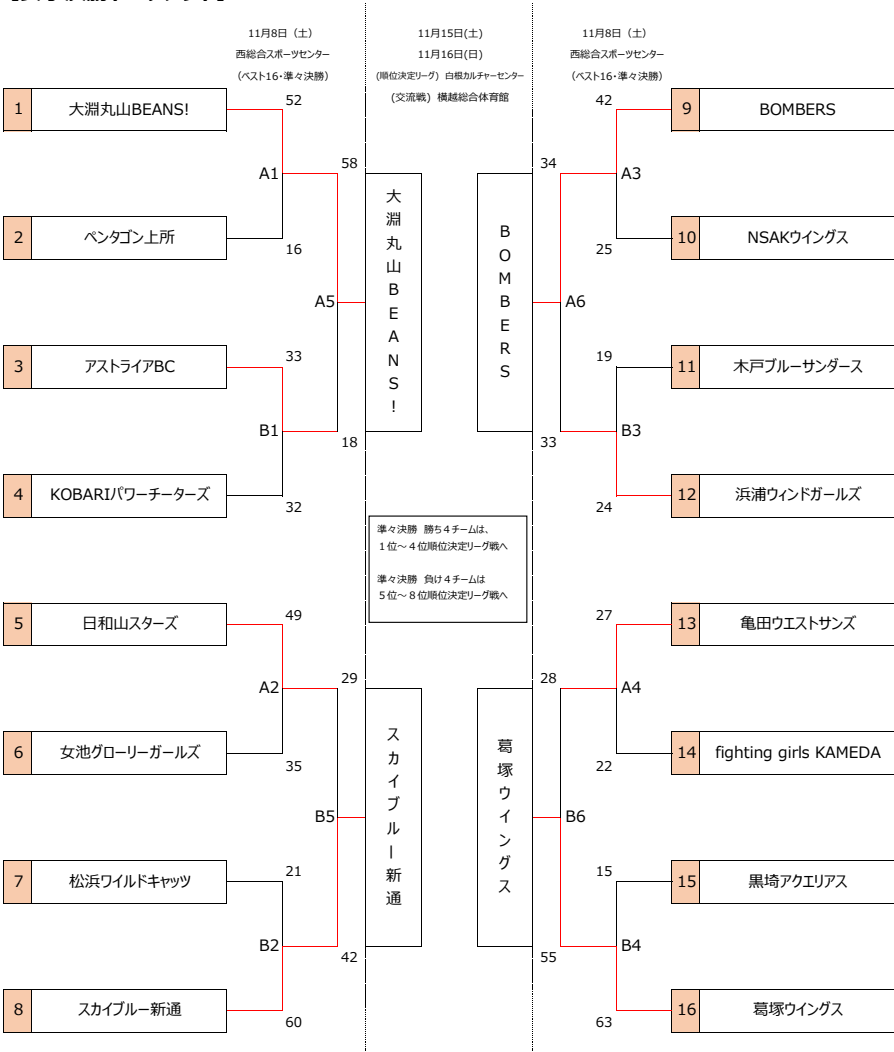 11月8日（土）
西総合スポーツセンター
（ベスト16・準々決勝）
11月15日(土)
11月16日(日)
(順位決定リーグ) 白根カルチャーセンター
(交流戦) 横越総合体育館
11月8日（土）
西総合スポーツセンター
（ベスト16・準々決勝）
1 大淵丸山BEANS!
52
A1
2 ペンタゴン上所
16
58
A5
18
3 アストライアBC
33
B1
4 KOBARIパワーチーターズ
32
大淵丸山BEANS!
5 日和山スターズ
49
A2
6 女池グローリーガールズ
35
29
B5
42
7 松浜ワイルドキャッツ
21
B2
8 スカイブルー新通
60
スカイブルー新通
準々決勝 勝ち４チームは、
１位～４位順位決定リーグ戦へ
準々決勝 負け４チームは
５位～８位順位決定リーグ戦へ
BOMBERS
34
A6
33
42
9 BOMBERS
A3
25
10 NSAKウイングス
19
11 木戸ブルーサンダース
B3
24
12 浜浦ウィンドガールズ
葛塚ウイングス
28
B6
55
27
13 亀田ウエストサンズ
A4
22
14 fighting girls KAMEDA
15
15 黒埼アクエリアス
B4
63
16 葛塚ウイングス